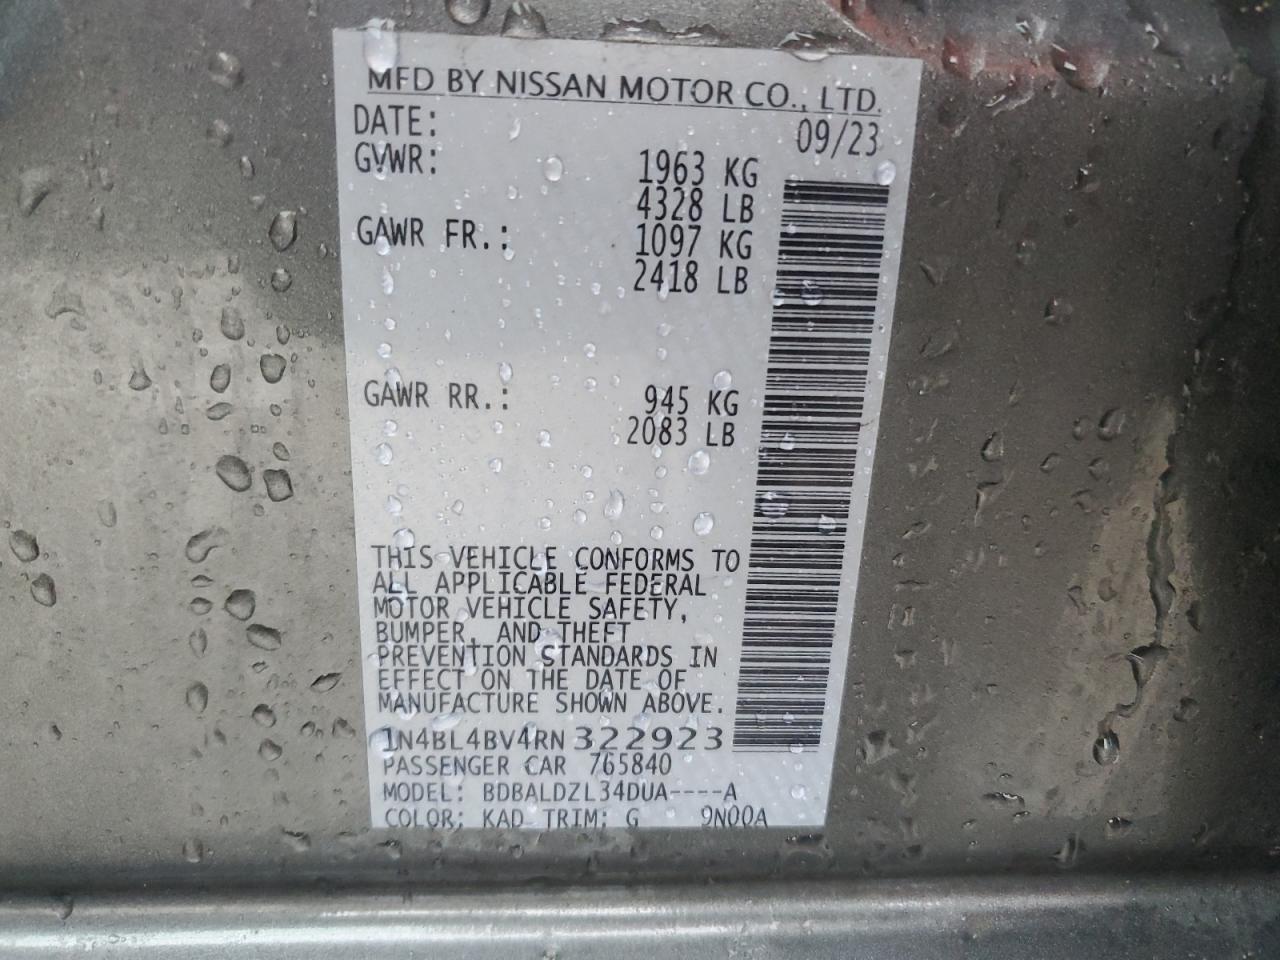 MFD BY NISSAN MOTOR CO., LTD.
DATE: 09/23
GVWR: 1963 KG
4328 LB
GAWR FR.: 1097 KG
2418 LB
GAWR RR.: 945 KG
2083 LB
THIS VEHICLE CONFORMS TO
ALL APPLICABLE FEDERAL
MOTOR VEHICLE SAFETY,
BUMPER, AND THEFT
PREVENTION STANDARDS IN
EFFECT ON THE DATE OF
MANUFACTURE SHOWN ABOVE.
1N4BL4BV4RN322923
PASSENGER CAR 765840
MODEL: BDBALDZL34DUA----A
COLOR: KAD TRIM: G 9N00A